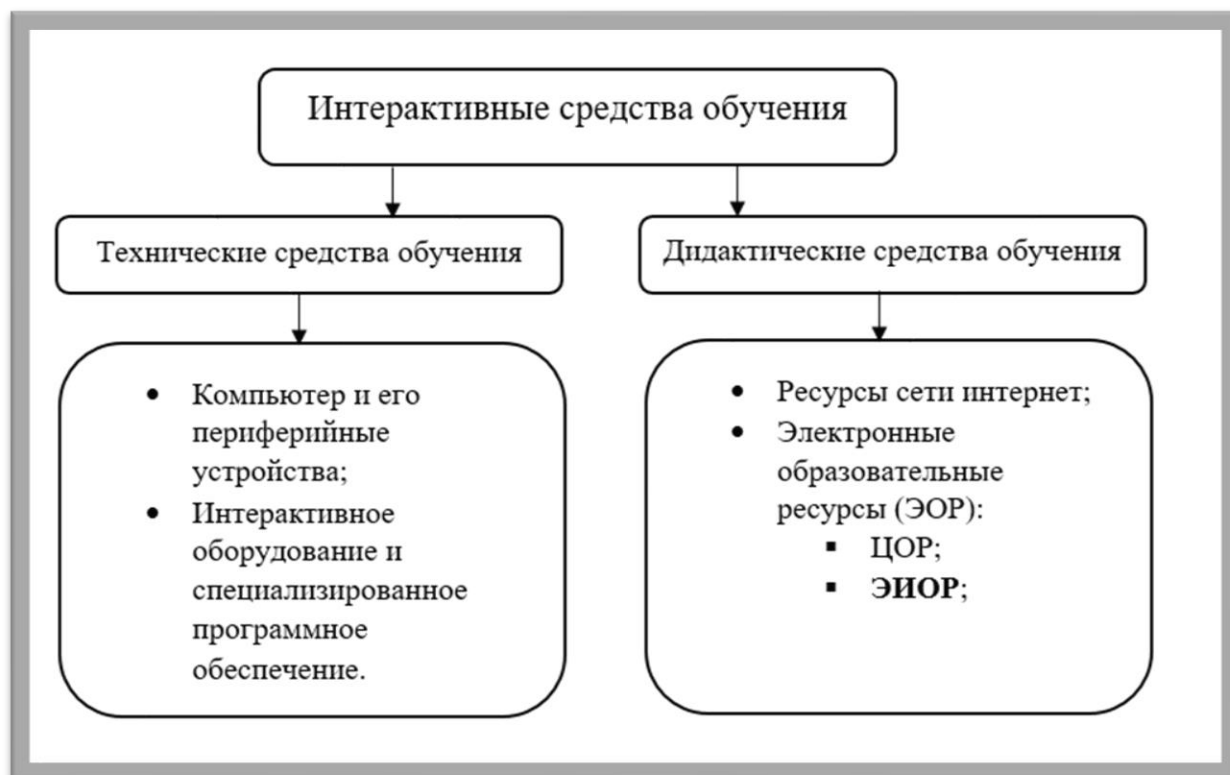 Интерактивные средства обучения
Технические средства обучения
Дидактические средства обучения
• Компьютер и его
периферийные
устройства;
• Интерактивное
оборудование и
специализированное
программное
обеспечение.
• Ресурсы сети интернет;
• Электронные
образовательные
ресурсы (ЭОР):
▪ ЦОР;
▪ ЭИОР;